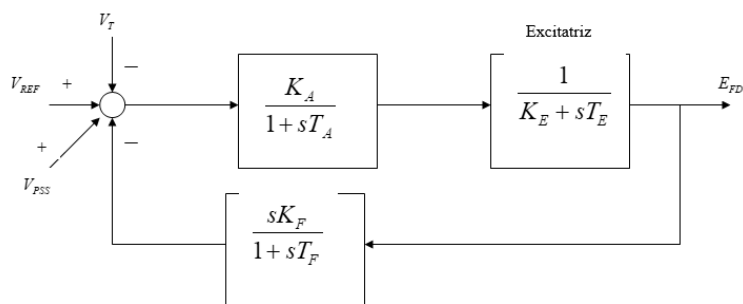 V_T
Excitatriz
V_REF + −
K_A
1 + sT_A
1
K_E + sT_E
E_FD
+ −
V_PSS
sK_F
1 + sT_F